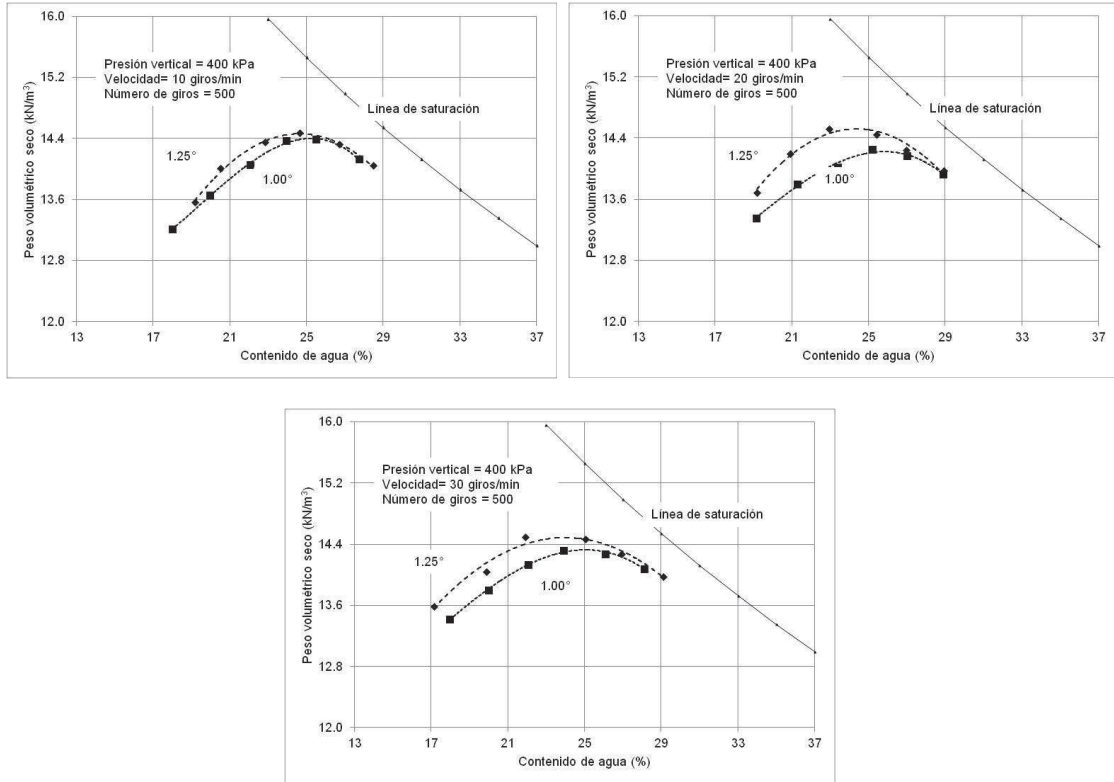 16.0
15.2
14.4
13.6
12.8
12.0
Peso volumétrico seco (kN/m³)
Presión vertical = 400 kPa
Velocidad= 10 giros/min
Número de giros = 500
Línea de saturación
1.25°
1.00°
13 17 21 25 29 33 37
Contenido de agua (%)
16.0
15.2
14.4
13.6
12.8
12.0
Peso volumétrico seco (kN/m³)
Presión vertical = 400 kPa
Velocidad= 20 giros/min
Número de giros = 500
Línea de saturación
1.25°
1.00°
13 17 21 25 29 33 37
Contenido de agua (%)
16.0
15.2
14.4
13.6
12.8
12.0
Peso volumétrico seco (kN/m³)
Presión vertical = 400 kPa
Velocidad= 30 giros/min
Número de giros = 500
Línea de saturación
1.25°
1.00°
13 17 21 25 29 33 37
Contenido de agua (%)